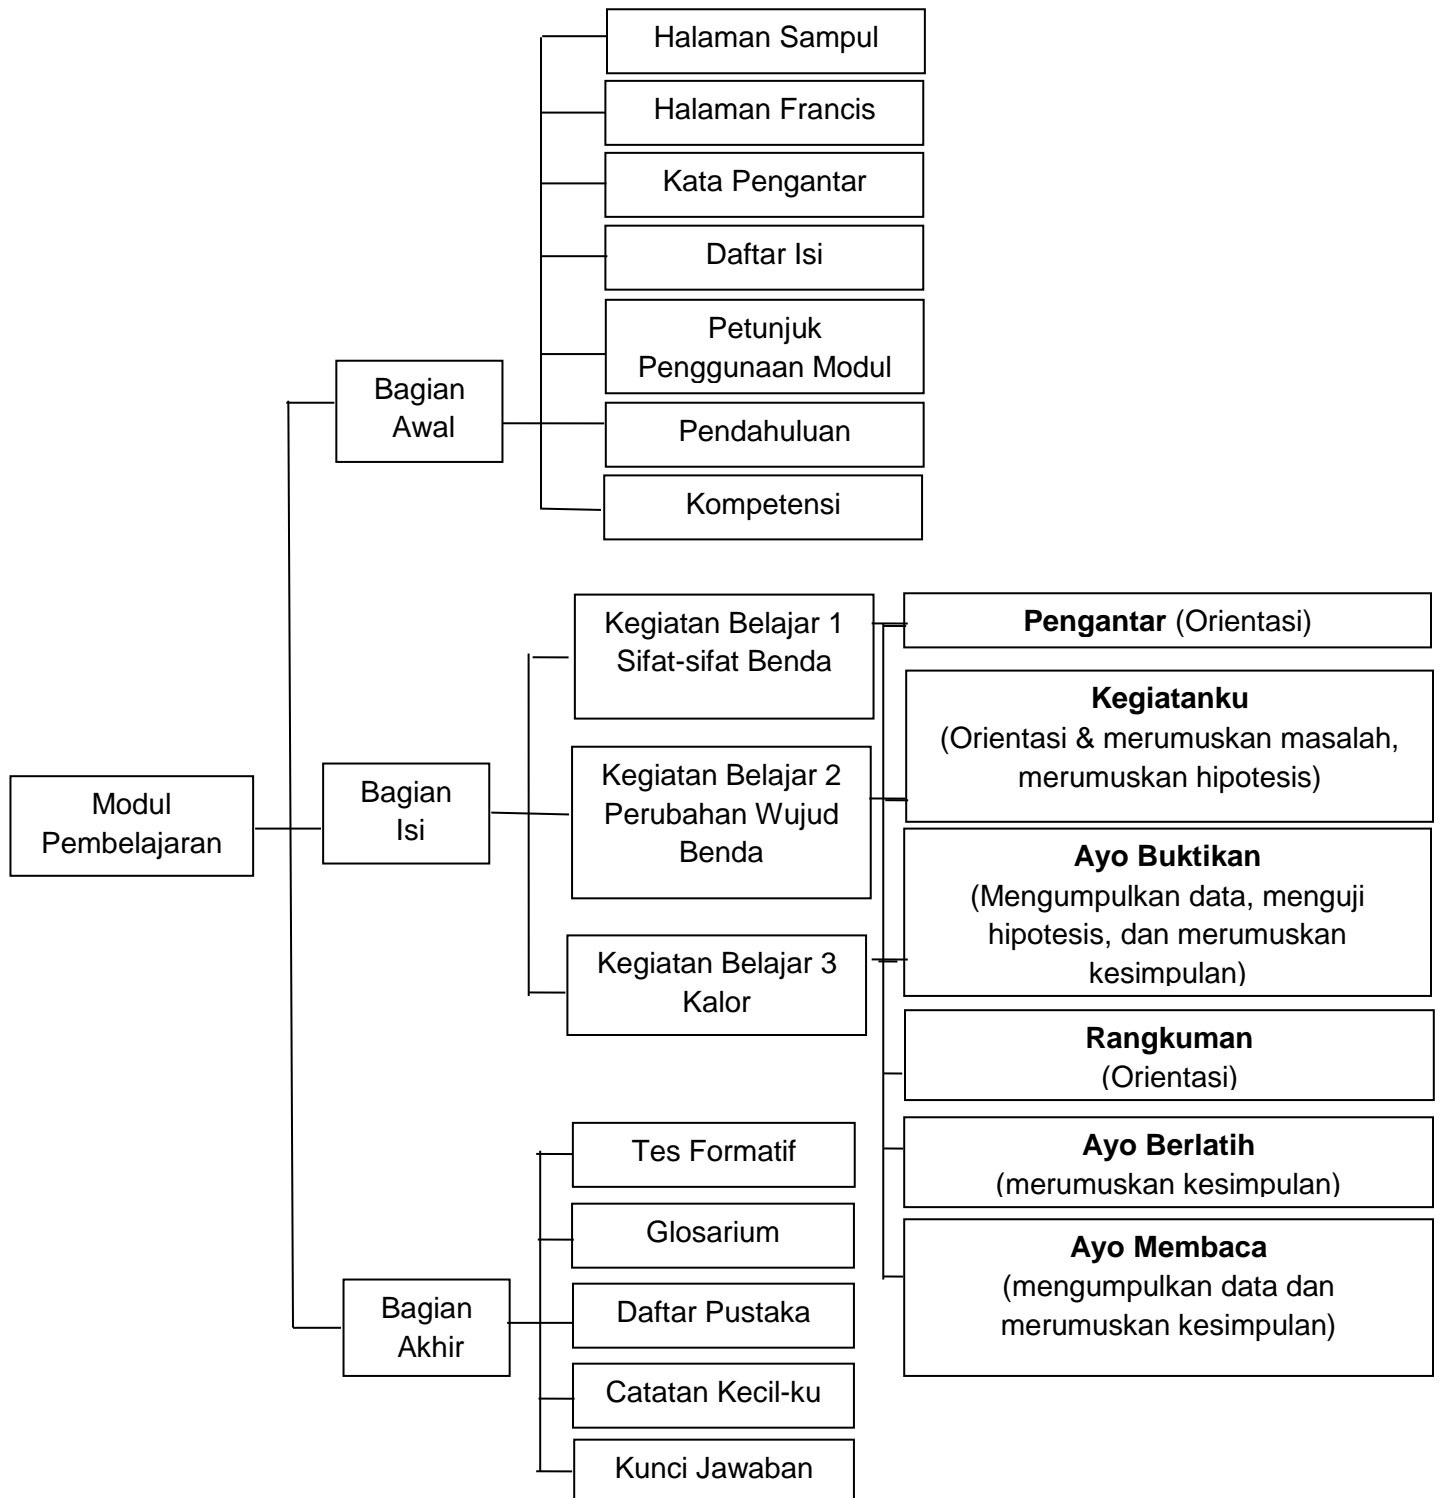 Halaman Sampul
Halaman Francis
Kata Pengantar
Daftar Isi
Petunjuk
Penggunaan Modul
Pendahuluan
Kompetensi
Bagian
Awal
Modul
Pembelajaran
Bagian
Isi
Kegiatan Belajar 1
Sifat-sifat Benda
Kegiatan Belajar 2
Perubahan Wujud
Benda
Kegiatan Belajar 3
Kalor
Pengantar (Orientasi)
Kegiatanku
(Orientasi & merumuskan masalah,
merumuskan hipotesis)
Ayo Buktikan
(Mengumpulkan data, menguji
hipotesis, dan merumuskan
kesimpulan)
Rangkuman
(Orientasi)
Ayo Berlatih
(merumuskan kesimpulan)
Ayo Membaca
(mengumpulkan data dan
merumuskan kesimpulan)
Bagian
Akhir
Tes Formatif
Glosarium
Daftar Pustaka
Catatan Kecil-ku
Kunci Jawaban